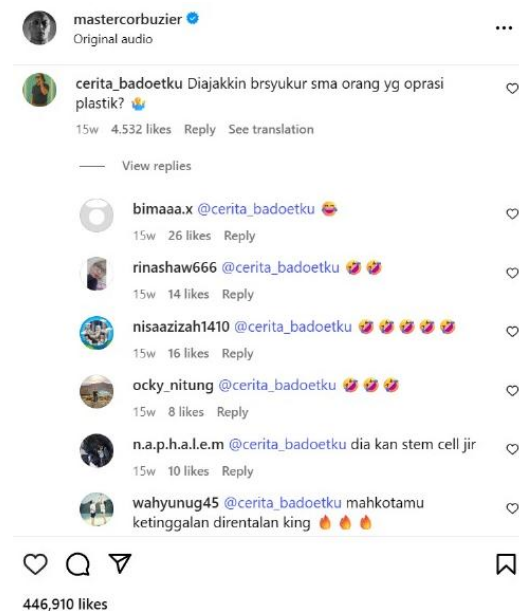 mastercorbuzier
Original audio
cerita_badoetku Diajakkin brsyukur sma orang yg oprasi
plastik? 🤷
15w 4.532 likes Reply See translation
View replies
bimaaa.x @cerita_badoetku 😂
15w 26 likes Reply
rinashaw666 @cerita_badoetku 🤣🤣
15w 14 likes Reply
nisaazizah1410 @cerita_badoetku 🤣🤣🤣🤣🤣
15w 16 likes Reply
ocky_nitung @cerita_badoetku 🤣🤣🤣
15w 8 likes Reply
n.a.p.h.a.l.e.m @cerita_badoetku dia kan stem cell jir
15w 10 likes Reply
wahyunug45 @cerita_badoetku mahkotamu
ketinggalan direntalan king 🔥🔥🔥
446,910 likes